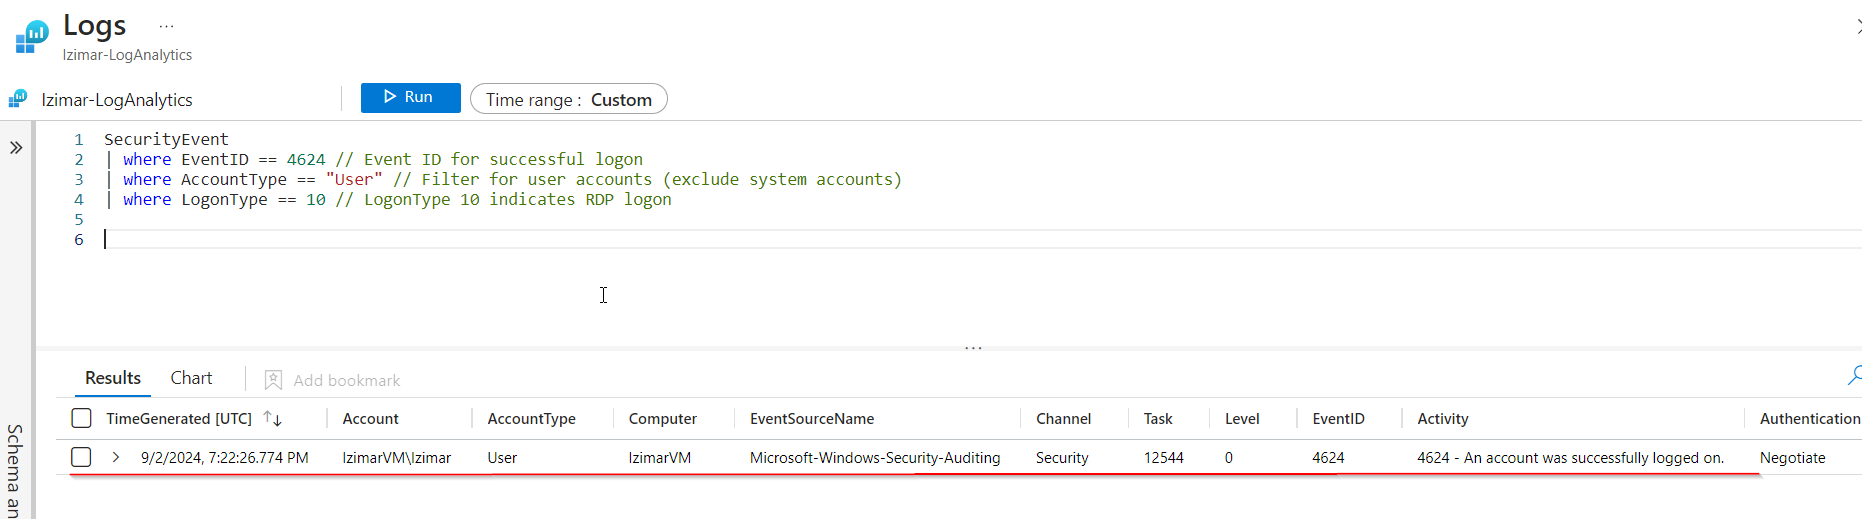 Logs ...
Izimar-LogAnalytics
Izimar-LogAnalytics Run Time range : Custom
1 SecurityEvent
2 | where EventID == 4624 // Event ID for successful logon
3 | where AccountType == "User" // Filter for user accounts (exclude system accounts)
4 | where LogonType == 10 // LogonType 10 indicates RDP logon
5
6
...
Results Chart Add bookmark
TimeGenerated [UTC] Account AccountType Computer EventSourceName Channel Task Level EventID Activity Authentication
9/2/2024, 7:22:26.774 PM IzimarVM\Izimar User IzimarVM Microsoft-Windows-Security-Auditing Security 12544 0 4624 4624 - An account was successfully logged on. Negotiate
Schema an